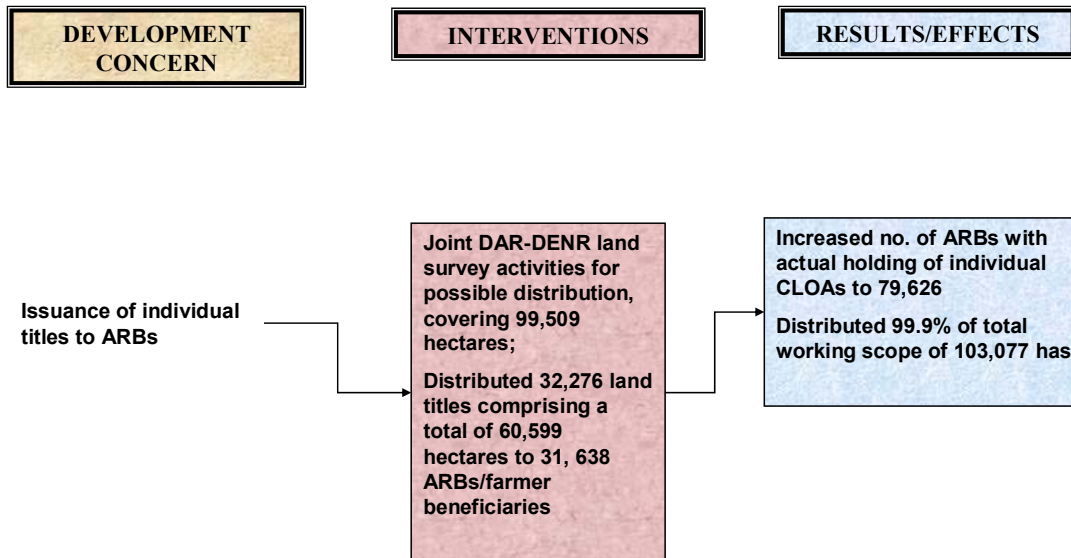 DEVELOPMENT
CONCERN
INTERVENTIONS
RESULTS/EFFECTS
Issuance of individual
titles to ARBs
Joint DAR-DENR land
survey activities for
possible distribution,
covering 99,509
hectares;
Distributed 32,276 land
titles comprising a
total of 60,599
hectares to 31, 638
ARBs/farmer
beneficiaries
Increased no. of ARBs with
actual holding of individual
CLOAs to 79,626
Distributed 99.9% of total
working scope of 103,077 has